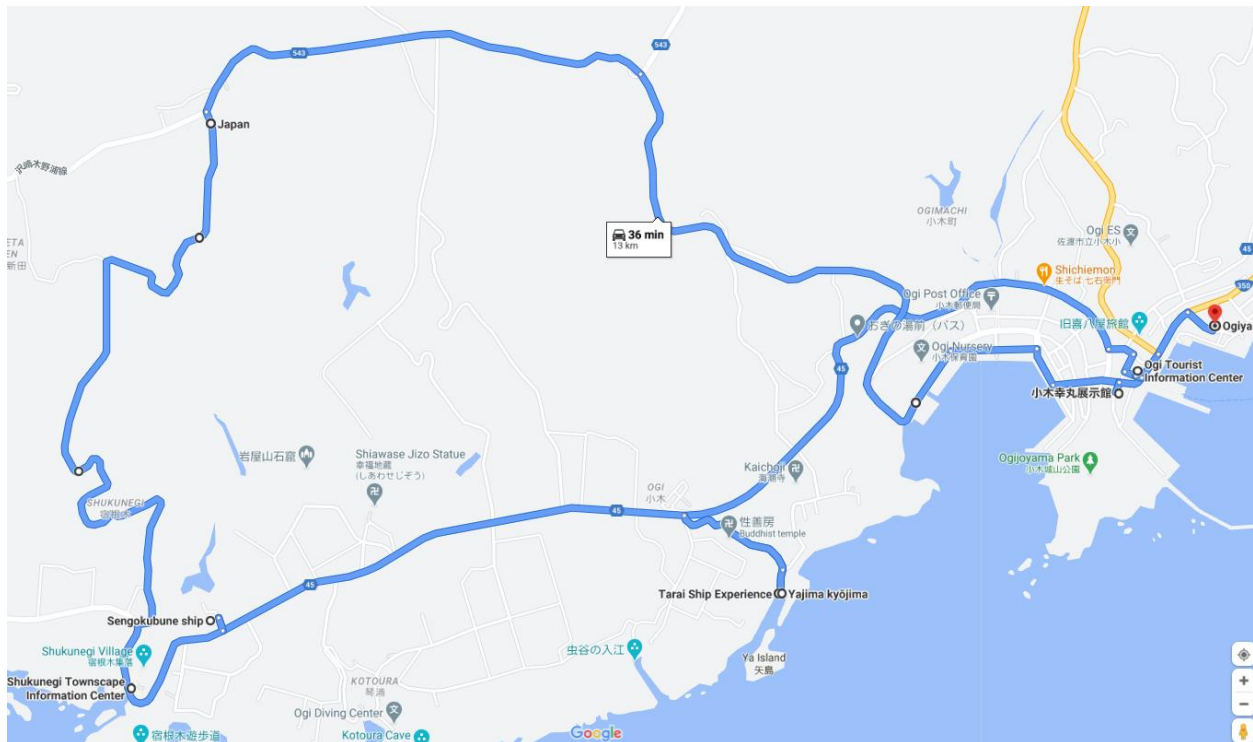 543
543
Japan
沢崎木野浦線
ETA
EN
新田
36 min
13 km
OGIMACHI
小木町
Ogi ES
佐渡市立小木小
45
350
Shichiemon
生そば 七右衛門
Ogi Post Office
小木郵便局
旧喜八屋旅館
Ogiya
おぎの湯前(バス)
Ogi Nursery
小木保育園
45
Ogi Tourist
Information Center
小木幸丸展示館
岩屋山石窟
Shiawase Jizo Statue
幸福地蔵
(しあわせじぞう)
Kaichoji
海潮寺
Ogijoyama Park
小木城山公園
SHUKUNEGI
宿根木
OGI
小木
45
性善房
Buddhist temple
45
Tarai Ship Experience
Yajima kyōjima
Sengokubune ship
Shukunegi Village
宿根木集落
虫谷の入江
Ya Island
矢島
Shukunegi Townscape
Information Center
KOTOURA
琴浦
Ogi Diving Center
宿根木遊歩道
Kotoura Cave
Google